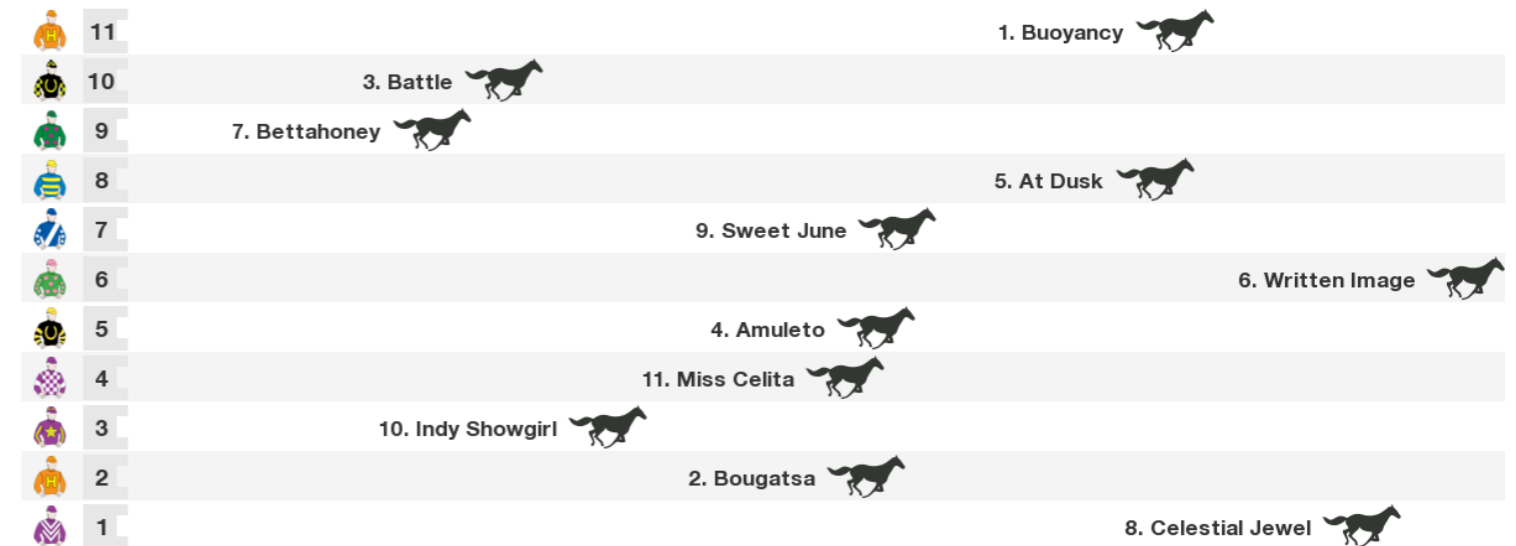 11 1. Buoyancy
10 3. Battle
9 7. Bettahoney
8 5. At Dusk
7 9. Sweet June
6 6. Written Image
5 4. Amuleto
4 11. Miss Celita
3 10. Indy Showgirl
2 2. Bougatsa
1 8. Celestial Jewel